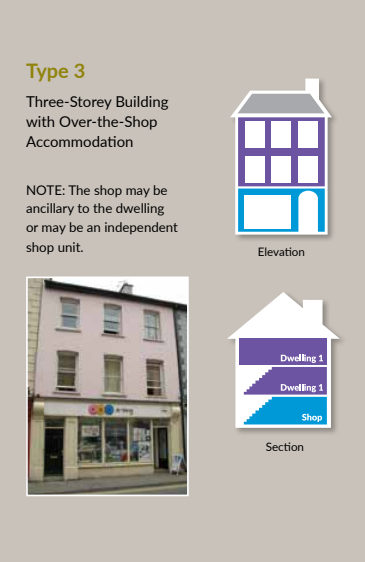 Type 3
Three-Storey Building
with Over-the-Shop
Accommodation
NOTE: The shop may be
ancillary to the dwelling
or may be an independent
shop unit.
Elevation
Dwelling 1
Dwelling 1
Shop
Section